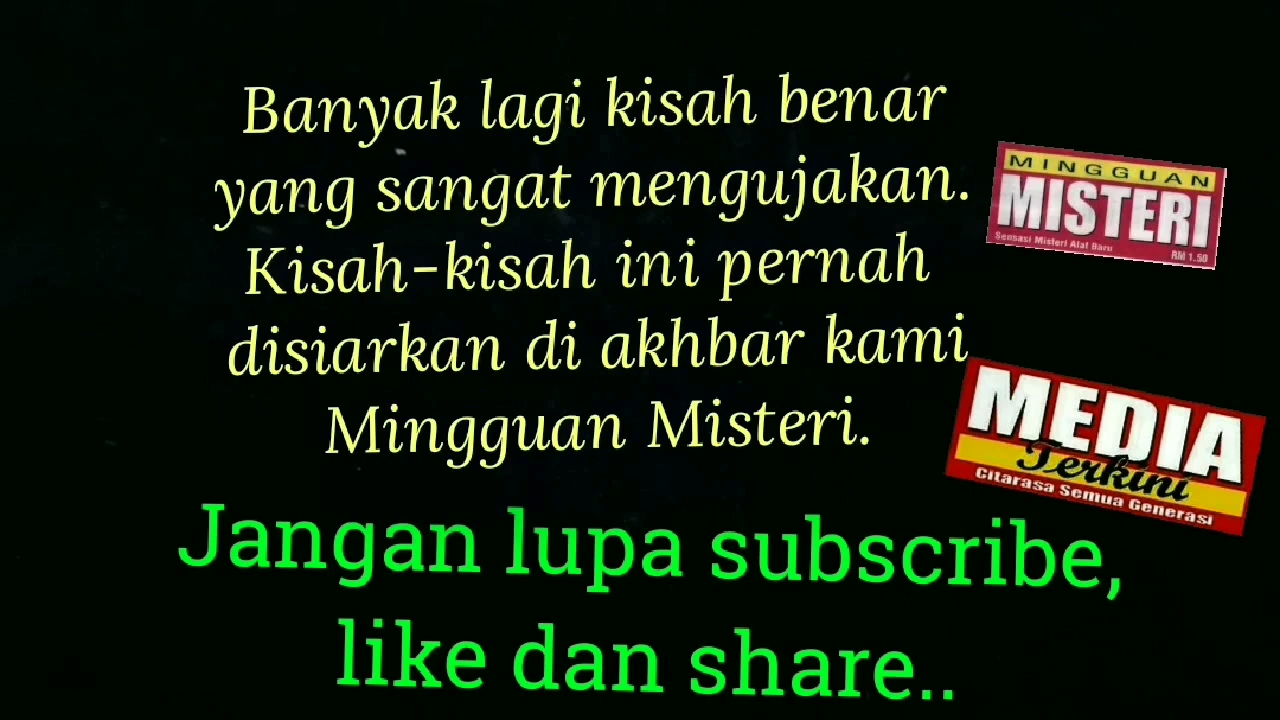 Banyak lagi kisah benar
yang sangat mengujakan.
Kisah-kisah ini pernah
disiarkan di akhbar kami
Mingguan Misteri.
MINGGUAN
MISTERI
Sensasi Misteri Alaf Baru
RM 1.50
MEDIA
Terkini
Citarasa Semua Generasi
Jangan lupa subscribe,
like dan share..